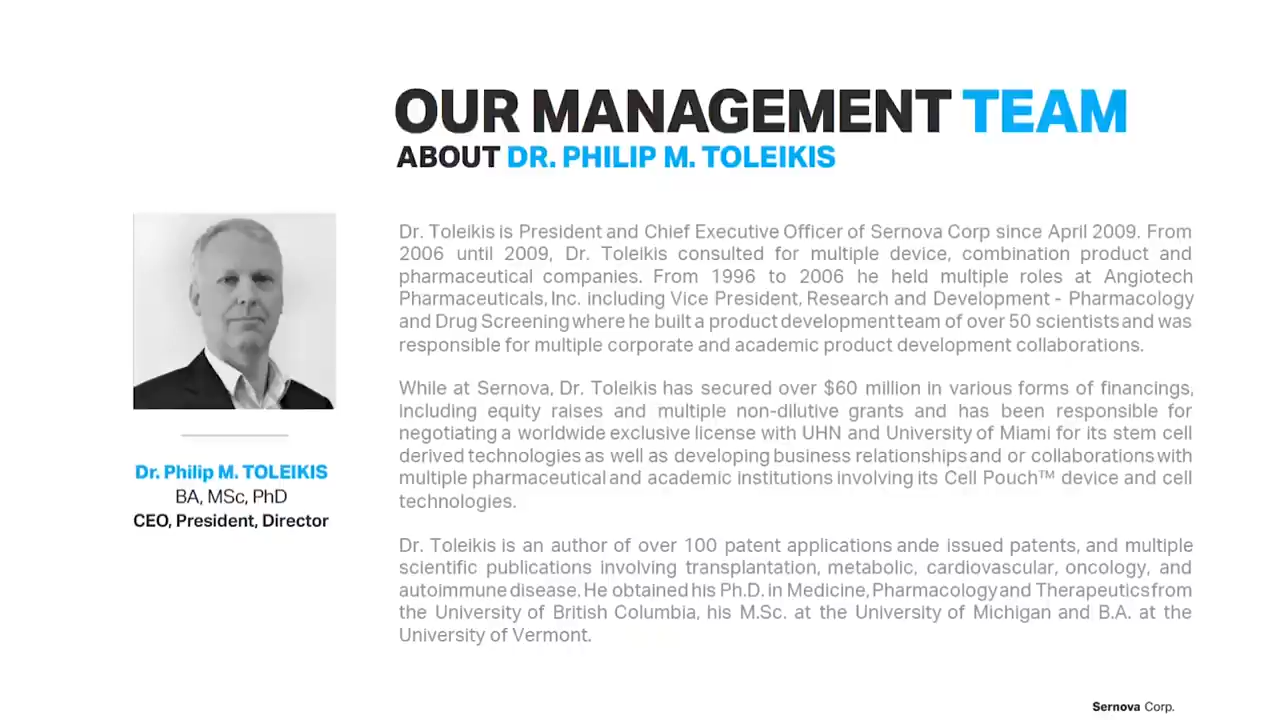 OUR MANAGEMENT TEAM
ABOUT DR. PHILIP M. TOLEIKIS
Dr. Toleikis is President and Chief Executive Officer of Sernova Corp since April 2009. From
2006 until 2009, Dr. Toleikis consulted for multiple device, combination product and
pharmaceutical companies. From 1996 to 2006 he held multiple roles at Angiotech
Pharmaceuticals, Inc. including Vice President, Research and Development - Pharmacology
and Drug Screening where he built a product development team of over 50 scientists and was
responsible for multiple corporate and academic product development collaborations.
While at Sernova, Dr. Toleikis has secured over $60 million in various forms of financings,
including equity raises and multiple non-dilutive grants and has been responsible for
negotiating a worldwide exclusive license with UHN and University of Miami for its stem cell
derived technologies as well as developing business relationships and or collaborations with
multiple pharmaceutical and academic institutions involving its Cell Pouch™ device and cell
technologies.
Dr. Toleikis is an author of over 100 patent applications ande issued patents, and multiple
scientific publications involving transplantation, metabolic, cardiovascular, oncology, and
autoimmune disease. He obtained his Ph.D. in Medicine, Pharmacology and Therapeutics from
the University of British Columbia, his M.Sc. at the University of Michigan and B.A. at the
University of Vermont.
Dr. Philip M. TOLEIKIS
BA, MSc, PhD
CEO, President, Director
Sernova Corp.